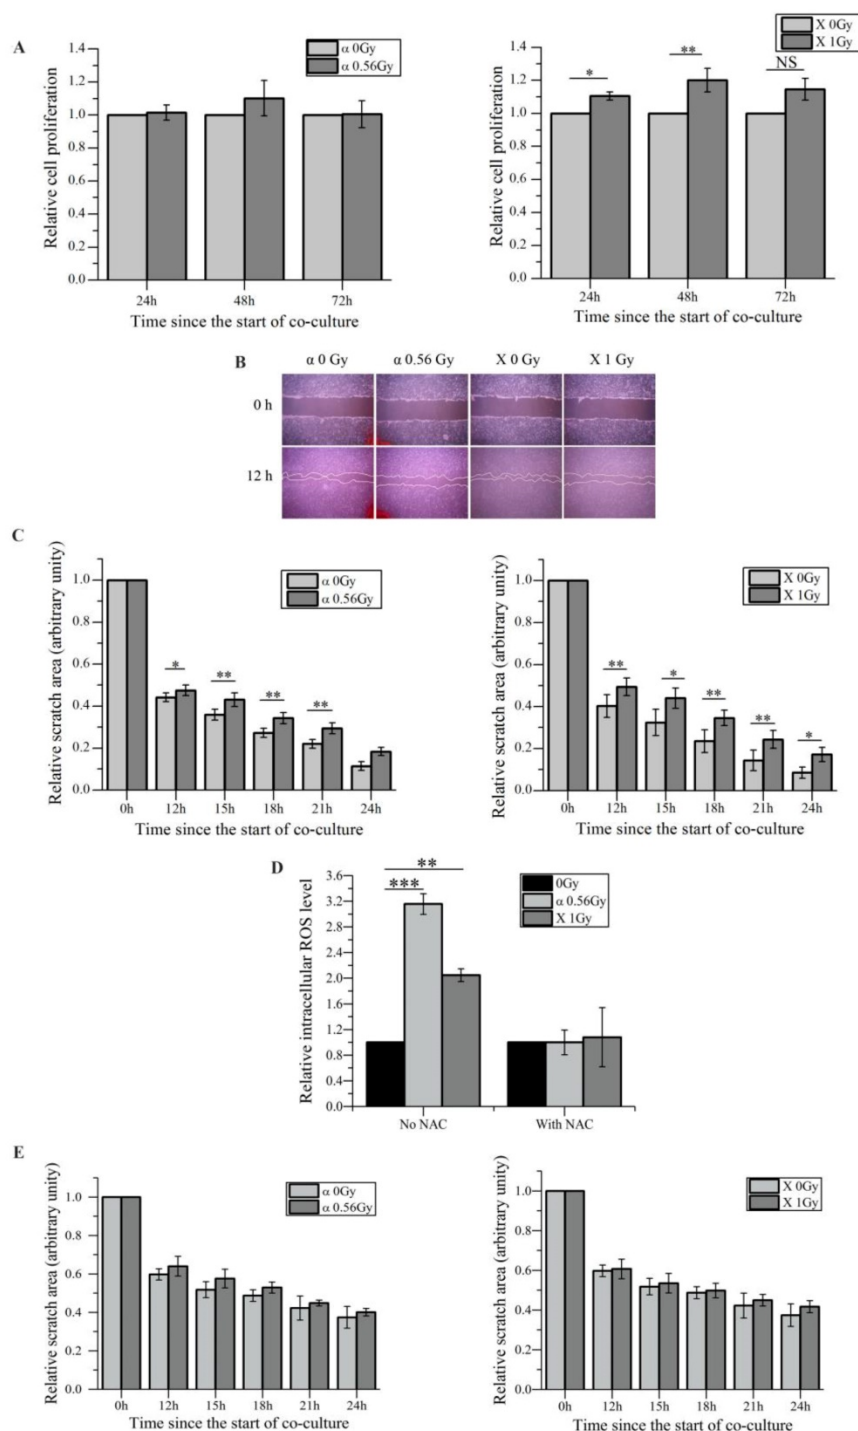 A
α 0Gy
α 0.56Gy
1.4
1.2
1.0
0.8
0.6
0.4
0.2
0.0
Relative cell proliferation
24h 48h 72h
Time since the start of co-culture
X 0Gy
X 1Gy
* ** NS
1.4
1.2
1.0
0.8
0.6
0.4
0.2
0.0
Relative cell proliferation
24h 48h 72h
Time since the start of co-culture
B
α 0 Gy α 0.56 Gy X 0 Gy X 1 Gy
0 h
12 h
C
α 0Gy
α 0.56Gy
1.0
0.8
0.6
0.4
0.2
0.0
Relative scratch area (arbitrary unity)
* ** ** **
0h 12h 15h 18h 21h 24h
Time since the start of co-culture
X 0Gy
X 1Gy
1.0
0.8
0.6
0.4
0.2
0.0
Relative scratch area (arbitrary unity)
** * ** ** *
0h 12h 15h 18h 21h 24h
Time since the start of co-culture
D
0Gy
α 0.56Gy
X 1Gy
**
***
3.6
3.2
2.8
2.4
2.0
1.6
1.2
0.8
0.4
0.0
Relative intracellular ROS level
No NAC With NAC
E
α 0Gy
α 0.56Gy
1.0
0.8
0.6
0.4
0.2
0.0
Relative scratch area (arbitrary unity)
0h 12h 15h 18h 21h 24h
Time since the start of co-culture
X 0Gy
X 1Gy
1.0
0.8
0.6
0.4
0.2
0.0
Relative scratch area (arbitrary unity)
0h 12h 15h 18h 21h 24h
Time since the start of co-culture